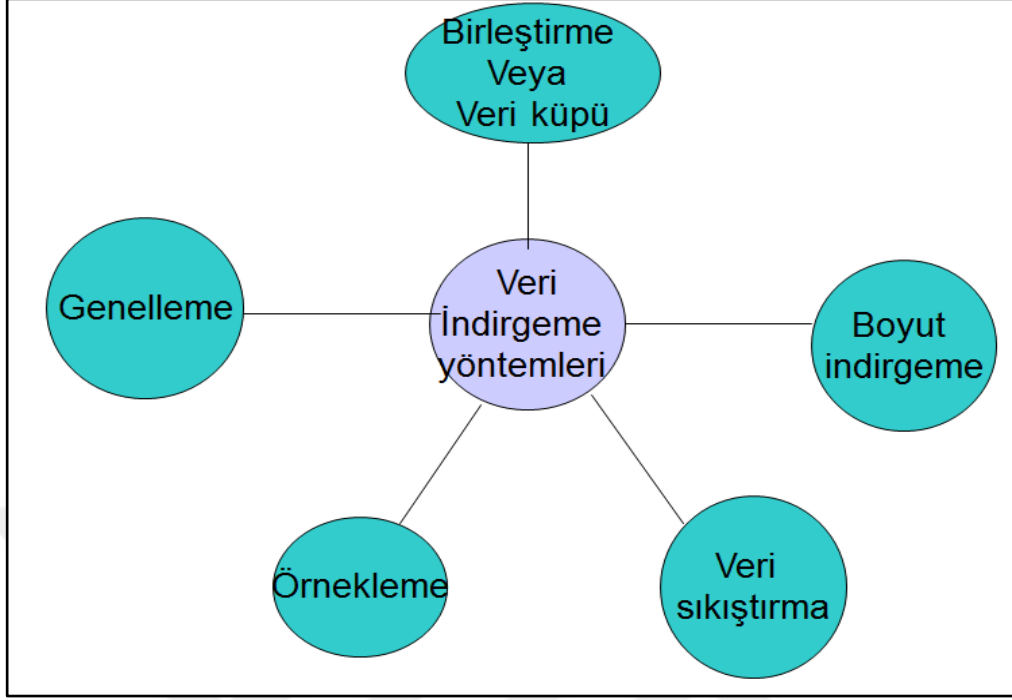 Birleştirme
Veya
Veri küpü
Genelleme
Veri
İndirgeme
yöntemleri
Boyut
indirgeme
Örnekleme
Veri
sıkıştırma